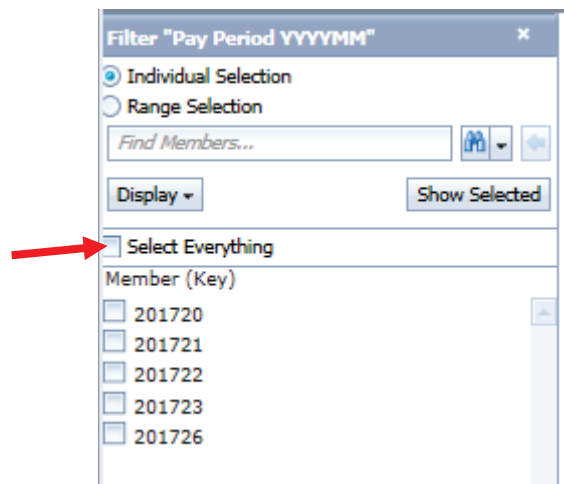 Filter "Pay Period YYYYMM" ×
Individual Selection
Range Selection
Find Members...
Display Show Selected
Select Everything
Member (Key)
201720
201721
201722
201723
201726